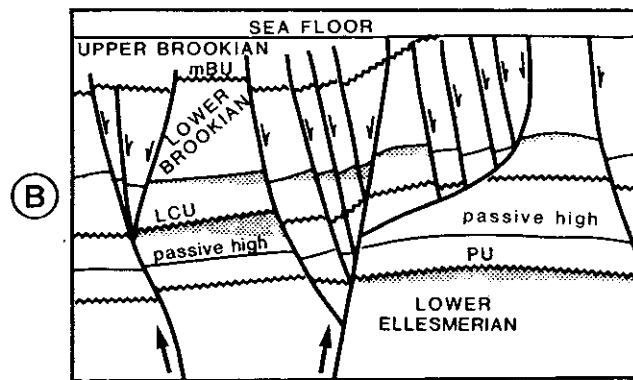 SEA FLOOR
UPPER BROOKIAN
mBU
LOWER
BROOKIAN
B
LCU
passive high
passive high
PU
LOWER
ELLESMERIAN